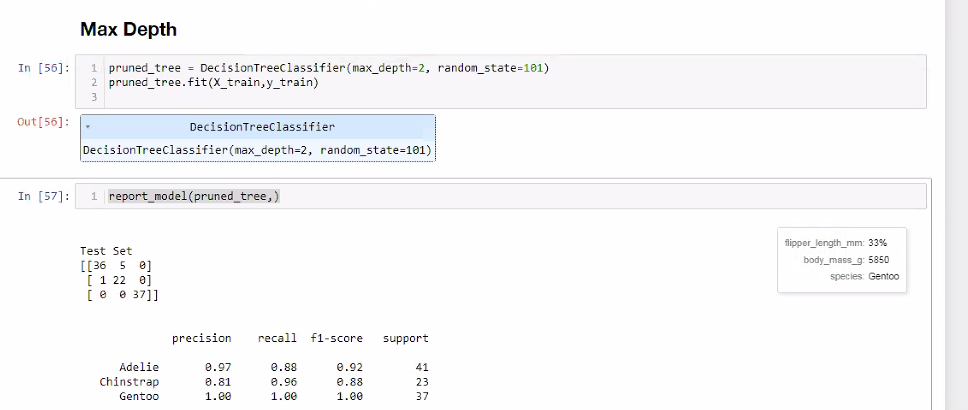 Max Depth
In [56]:
1 pruned_tree = DecisionTreeClassifier(max_depth=2, random_state=101)
2 pruned_tree.fit(X_train,y_train)
3
Out[56]:
DecisionTreeClassifier
DecisionTreeClassifier(max_depth=2, random_state=101)
In [57]:
1 report_model(pruned_tree,)
flipper_length_mm: 33%
body_mass_g: 5850
species: Gentoo
Test Set
[[36 5 0]
[ 1 22 0]
[ 0 0 37]]
precision recall f1-score support
Adelie 0.97 0.88 0.92 41
Chinstrap 0.81 0.96 0.88 23
Gentoo 1.00 1.00 1.00 37